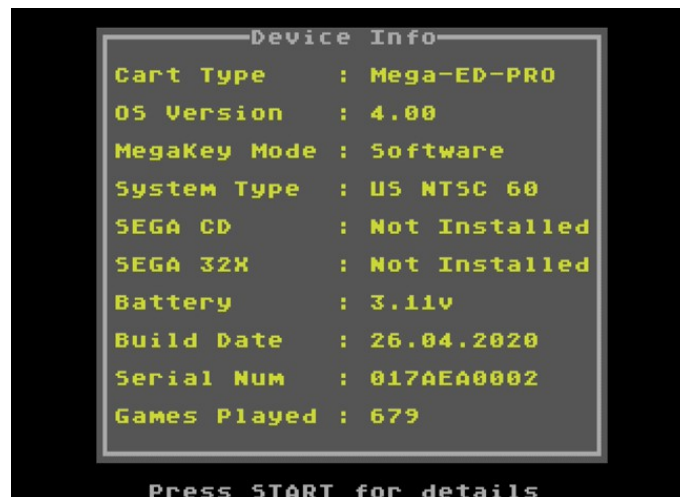 Device Info
Cart Type : Mega-ED-PRO
OS Version : 4.00
MegaKey Mode : Software
System Type : US NTSC 60
SEGA CD : Not Installed
SEGA 32X : Not Installed
Battery : 3.11v
Build Date : 26.04.2020
Serial Num : 017AEA0002
Games Played : 679
Press START for details